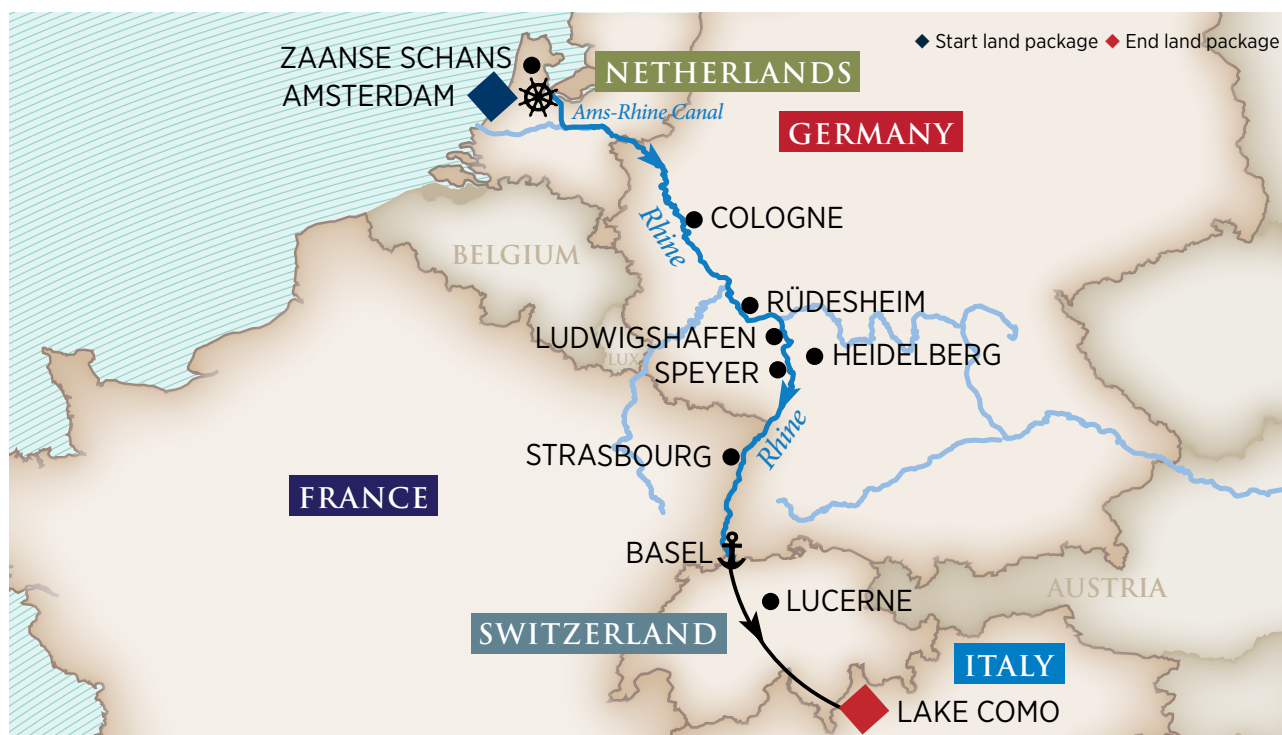 ◆ Start land package ◆ End land package
ZAANSE SCHANS
NETHERLANDS
AMSTERDAM
Ams-Rhine Canal
GERMANY
COLOGNE
Rhine
BELGIUM
RÜDESHEIM
LUDWIGSHAFEN
LUX
HEIDELBERG
SPEYER
Rhine
STRASBOURG
FRANCE
BASEL
AUSTRIA
LUCERNE
SWITZERLAND
ITALY
LAKE COMO